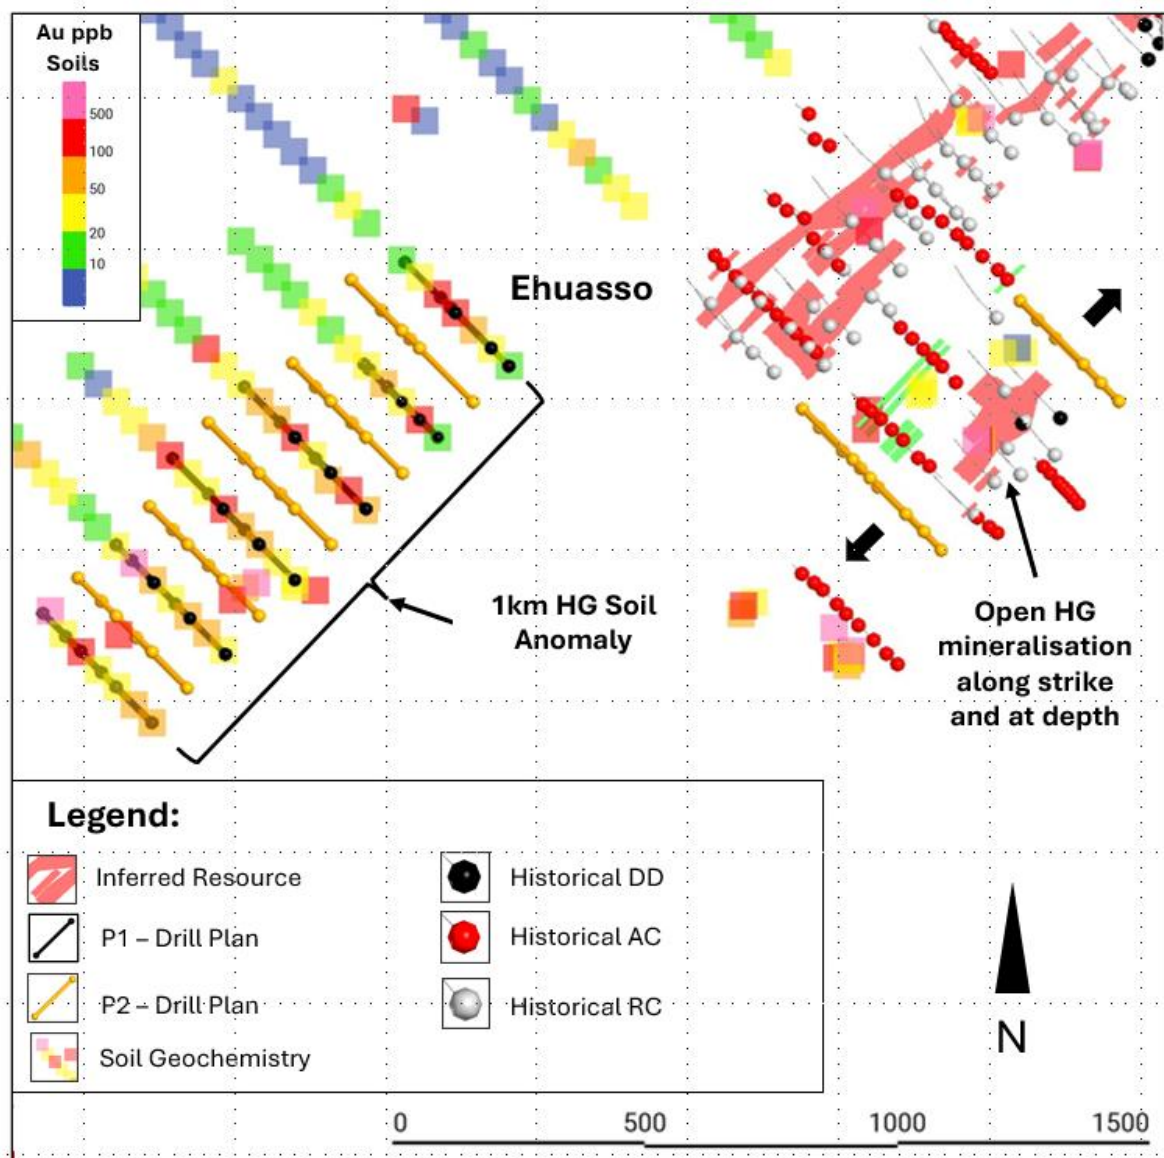 Au ppb
Soils
500
100
50
20
10
Ehuasso
1km HG Soil
Anomaly
Open HG
mineralisation
along strike
and at depth
Legend:
Inferred Resource
P1 – Drill Plan
P2 – Drill Plan
Soil Geochemistry
Historical DD
Historical AC
Historical RC
N
0 500 1000 1500